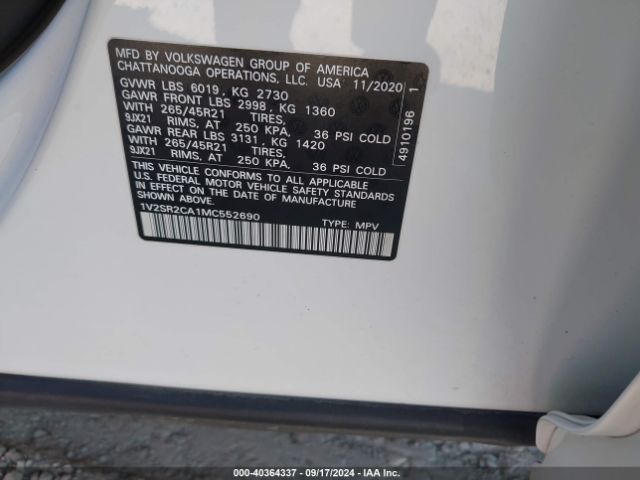 MFD BY VOLKSWAGEN GROUP OF AMERICA
CHATTANOOGA OPERATIONS, LLC. USA 11/2020
GVWR LBS 6019, KG 2730
GAWR FRONT LBS 2998, KG 1360
WITH 265/45R21 TIRES,
9JX21 RIMS, AT 250 KPA, 36 PSI COLD
GAWR REAR LBS 3131, KG 1420
WITH 265/45R21 TIRES,
9JX21 RIMS, AT 250 KPA, 36 PSI COLD
THIS VEHICLE CONFORMS TO ALL APPLICABLE
U.S. FEDERAL MOTOR VEHICLE SAFETY STANDARDS
IN EFFECT ON THE DATE OF MANUFACTURE
SHOWN ABOVE.
1V2SR2CA1MC552690 TYPE: MPV
4910196 1
000-40364337 - 09/17/2024 - IAA Inc.